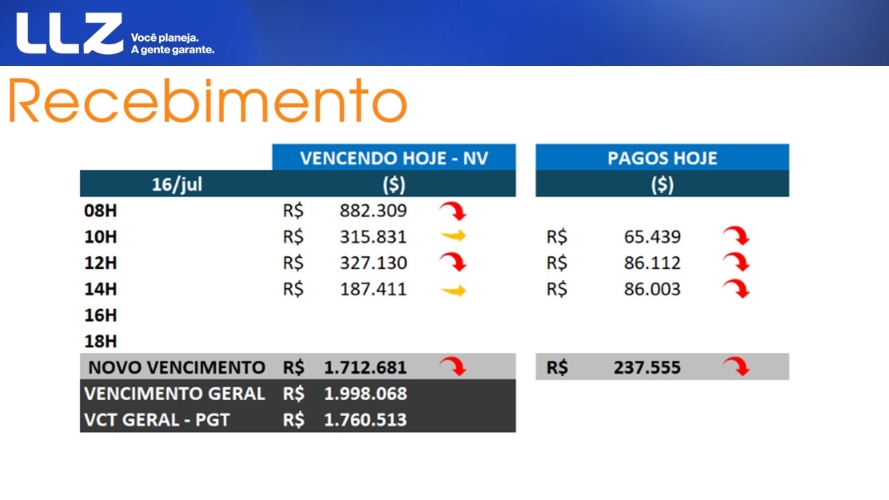 LLZ
Você planeja.
A gente garante.
Recebimento
VENCENDO HOJE - NV PAGOS HOJE
16/jul ($) ($)
08H R$ 882.309
10H R$ 315.831 R$ 65.439
12H R$ 327.130 R$ 86.112
14H R$ 187.411 R$ 86.003
16H
18H
NOVO VENCIMENTO R$ 1.712.681 R$ 237.555
VENCIMENTO GERAL R$ 1.998.068
VCT GERAL - PGT R$ 1.760.513